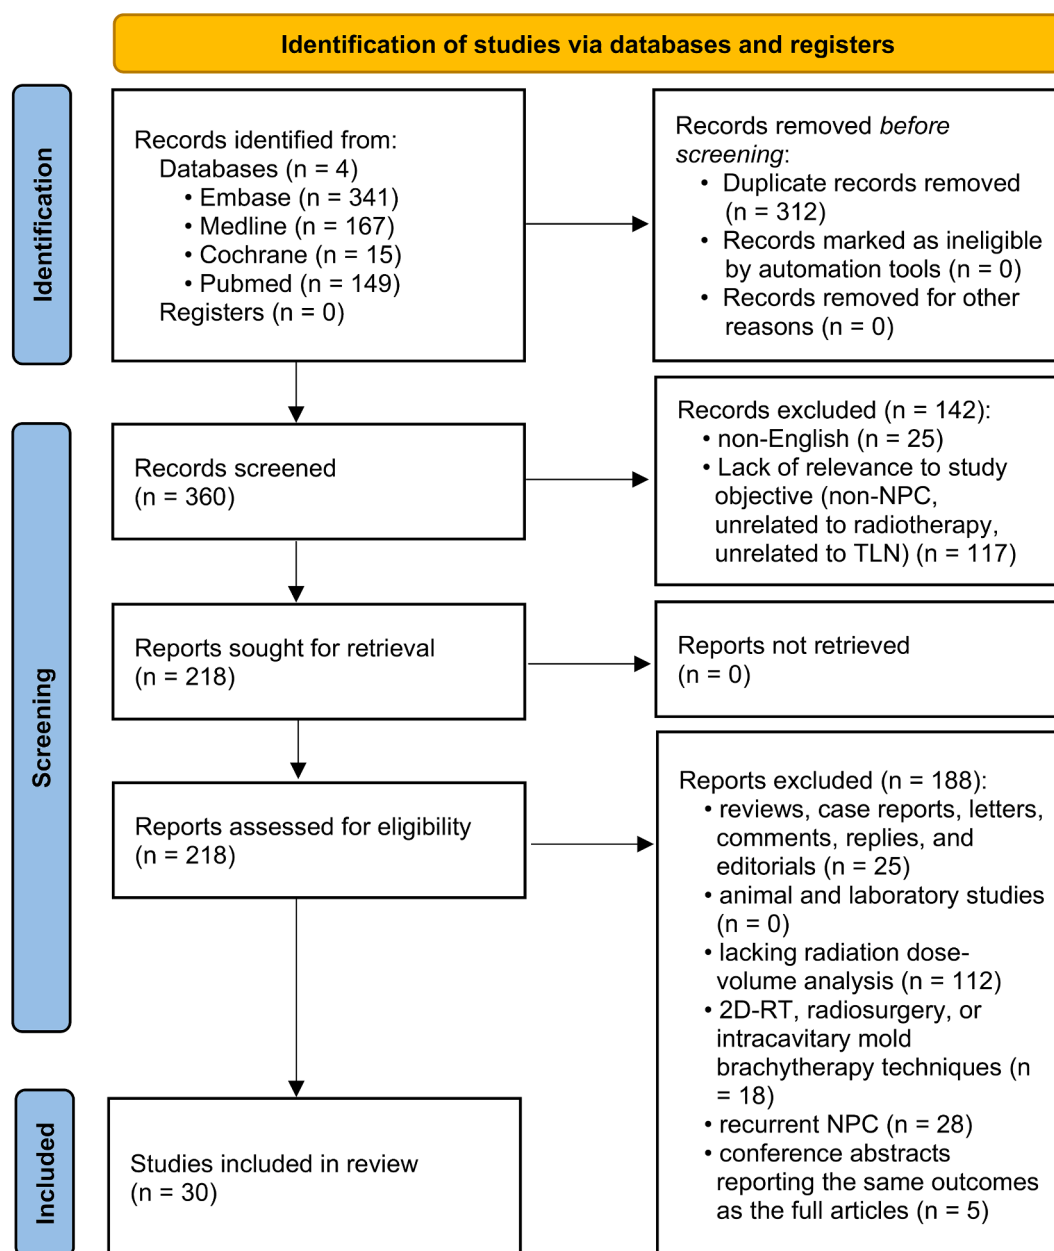 Identification of studies via databases and registers
Identification
Records identified from:
Databases (n = 4)
• Embase (n = 341)
• Medline (n = 167)
• Cochrane (n = 15)
• Pubmed (n = 149)
Registers (n = 0)
Records removed before
screening:
• Duplicate records removed
(n = 312)
• Records marked as ineligible
by automation tools (n = 0)
• Records removed for other
reasons (n = 0)
Screening
Records screened
(n = 360)
Records excluded (n = 142):
• non-English (n = 25)
• Lack of relevance to study
objective (non-NPC,
unrelated to radiotherapy,
unrelated to TLN) (n = 117)
Reports sought for retrieval
(n = 218)
Reports not retrieved
(n = 0)
Reports assessed for eligibility
(n = 218)
Reports excluded (n = 188):
• reviews, case reports, letters,
comments, replies, and
editorials (n = 25)
• animal and laboratory studies
(n = 0)
• lacking radiation dose-
volume analysis (n = 112)
• 2D-RT, radiosurgery, or
intracavitary mold
brachytherapy techniques (n
= 18)
• recurrent NPC (n = 28)
• conference abstracts
reporting the same outcomes
as the full articles (n = 5)
Included
Studies included in review
(n = 30)